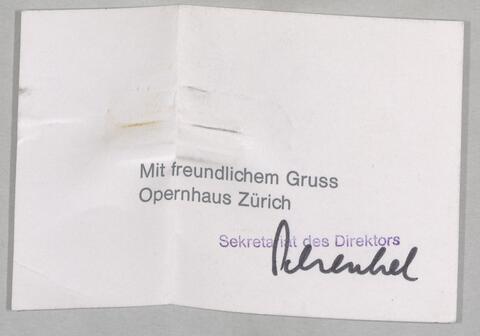 Mit freundlichem Gruss
Opernhaus Zürich
Sekretariat des Direktors